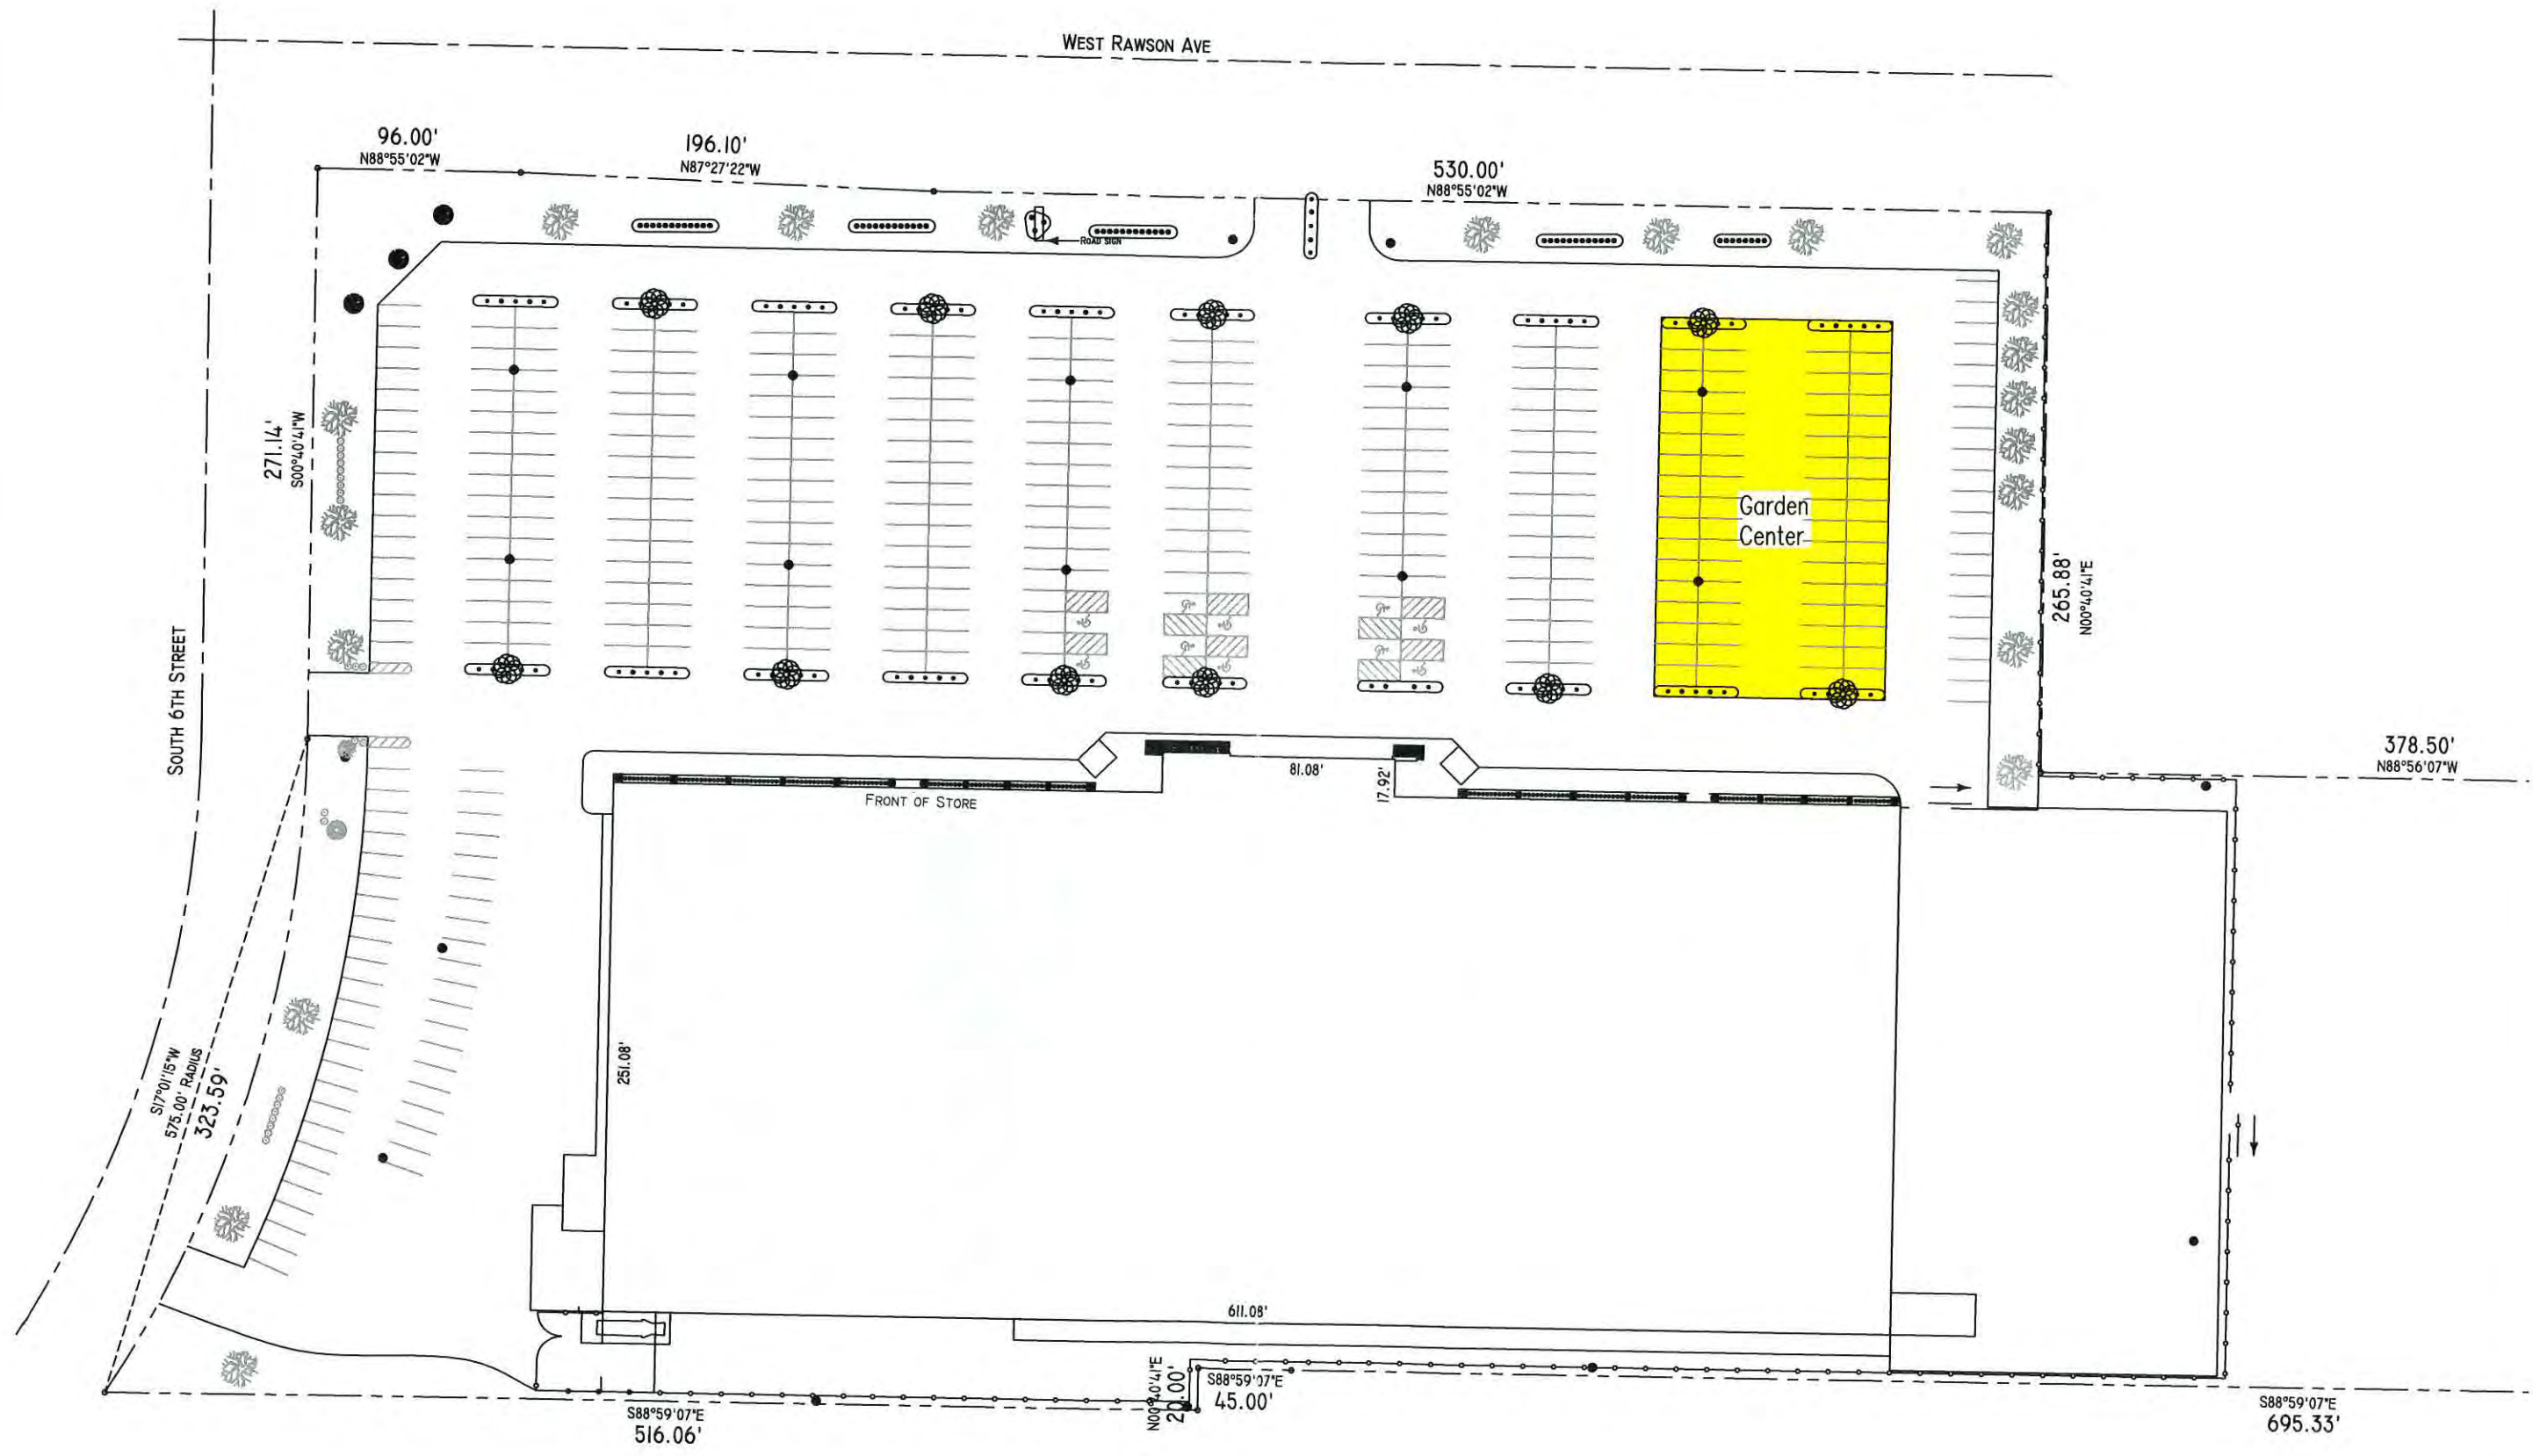 WEST RAWSON AVE
96.00'
N88°55'02"W
196.10'
N87°27'22"W
530.00'
N88°55'02"W
ROAD SIGN
271.14'
S00°40'41"W
Garden
Center
265.88'
N00°40'41"E
SOUTH 6TH STREET
378.50'
N88°56'07"W
81.08'
17.92'
FRONT OF STORE
251.08'
S17°01'15"W
575.00' RADIUS
323.59'
611.08'
N00°40'41"E
20.00'
S88°59'07"E
45.00'
S88°59'07"E
516.06'
S88°59'07"E
695.33'